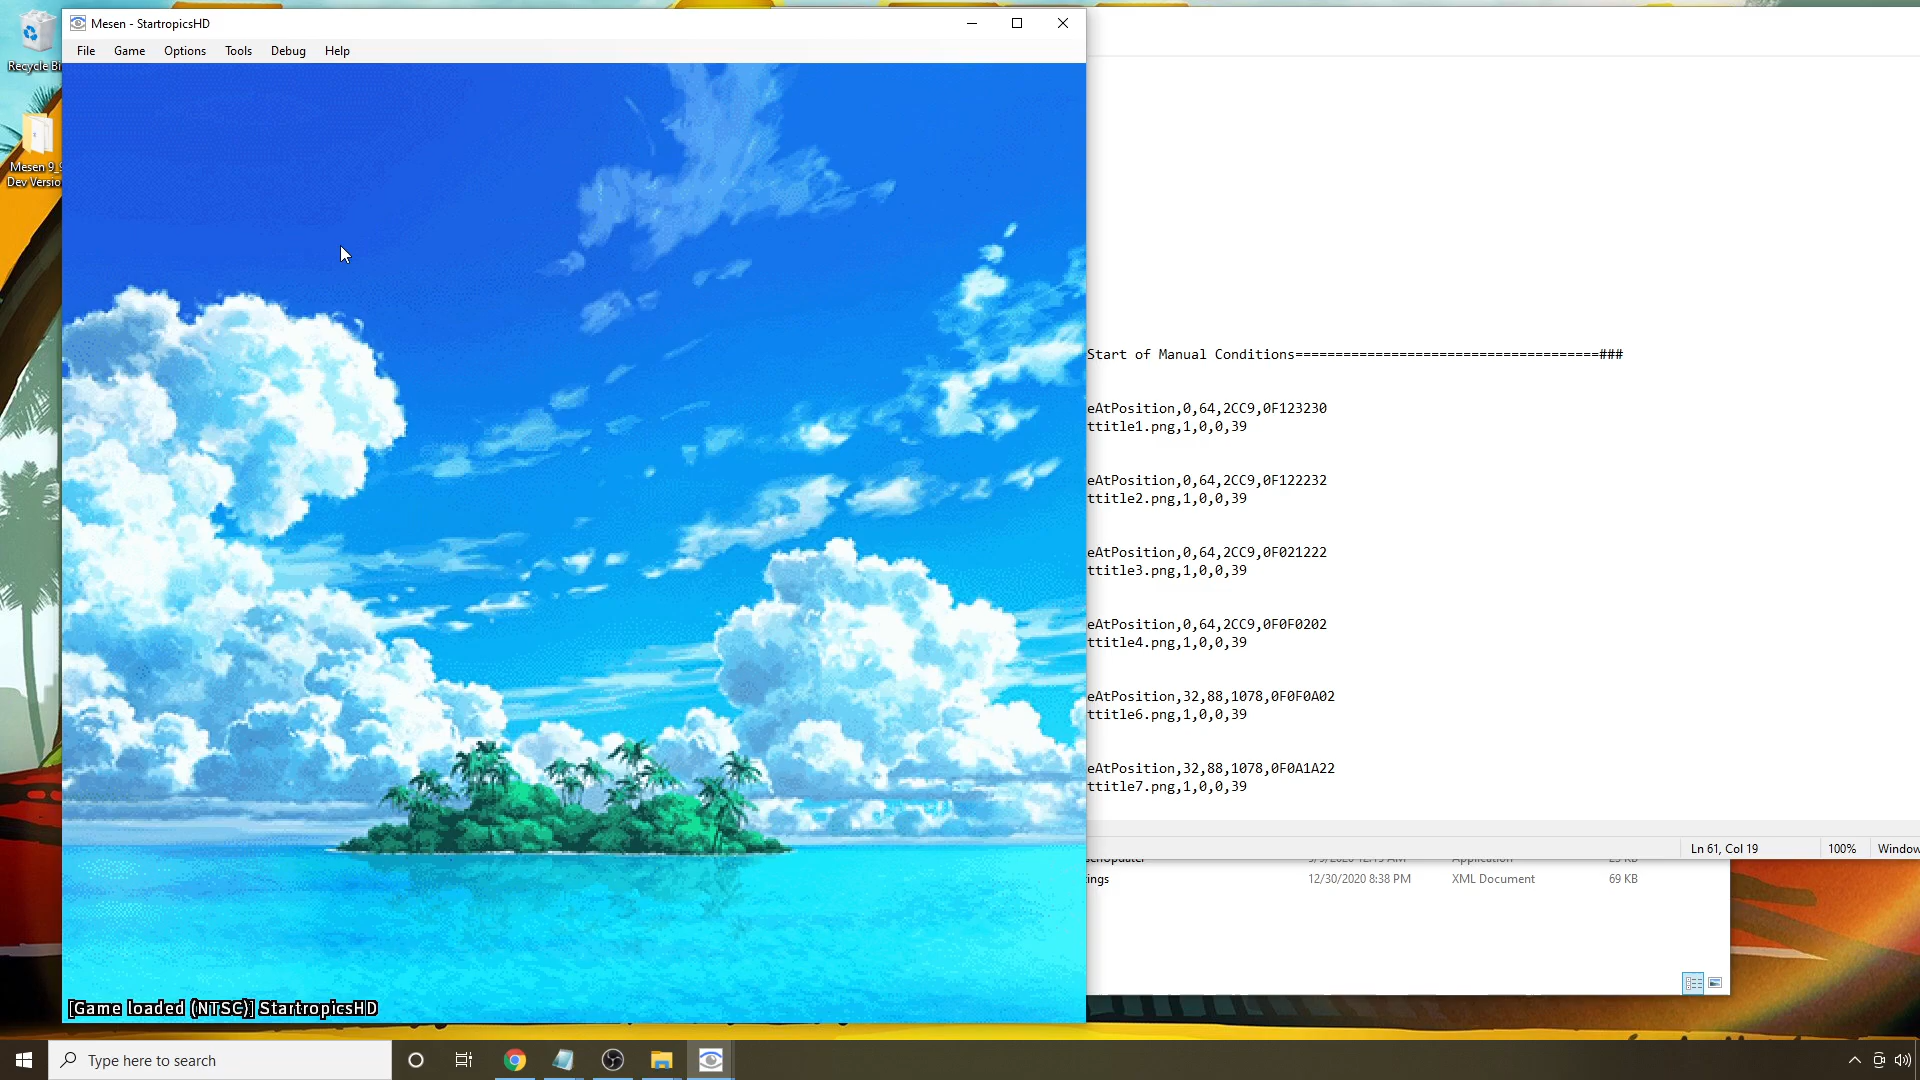 Mesen - StartropicsHD
File Game Options Tools Debug Help
Recycle Bi
Mesen 9_9
Dev Versio
Start of Manual Conditions======================================###
eAtPosition,0,64,2CC9,0F123230
ttitle1.png,1,0,0,39
eAtPosition,0,64,2CC9,0F122232
ttitle2.png,1,0,0,39
eAtPosition,0,64,2CC9,0F021222
ttitle3.png,1,0,0,39
eAtPosition,0,64,2CC9,0F0F0202
ttitle4.png,1,0,0,39
eAtPosition,32,88,1078,0F0F0A02
ttitle6.png,1,0,0,39
eAtPosition,32,88,1078,0F0A1A22
ttitle7.png,1,0,0,39
Ln 61, Col 19 100% Window
ings 12/30/2020 8:38 PM XML Document 69 KB
[Game loaded (NTSC)] StartropicsHD
Type here to search